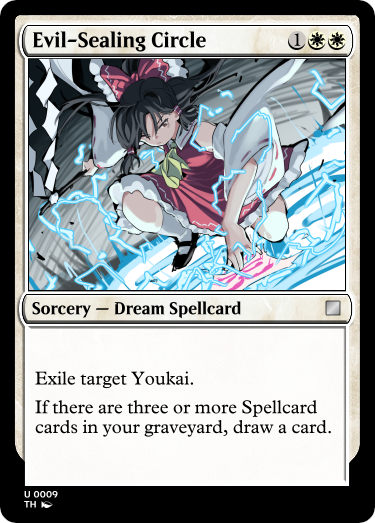 Evil-Sealing Circle 1
Sorcery — Dream Spellcard
Exile target Youkai.
If there are three or more Spellcard
cards in your graveyard, draw a card.
U 0009
TH